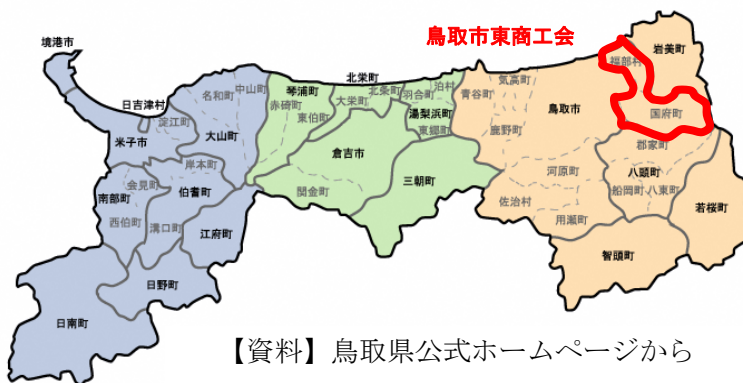 鳥取市東商工会
境港市
岩美町
福部村
北栄町
日吉津村
名和町
中山町
琴浦町
北条町
羽合町
泊村
気高町
赤碕町
大栄町
青谷町
鳥取市
国府町
淀江町
東伯町
湯梨浜町
米子市
大山町
東郷町
鹿野町
郡家町
岸本町
倉吉市
河原町
八頭町
会見町
三朝町
南部町
伯耆町
関金町
船岡町
八東町
佐治村
若桜町
西伯町
溝口町
江府町
用瀬町
智頭町
日野町
日南町
【資料】鳥取県公式ホームページから